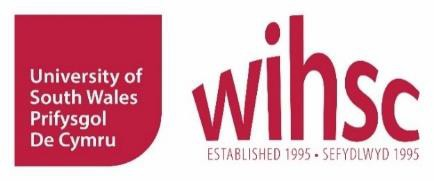 University of
South Wales
Prifysgol
De Cymru
wihsc
ESTABLISHED 1995 • SEFYDLWYD 1995